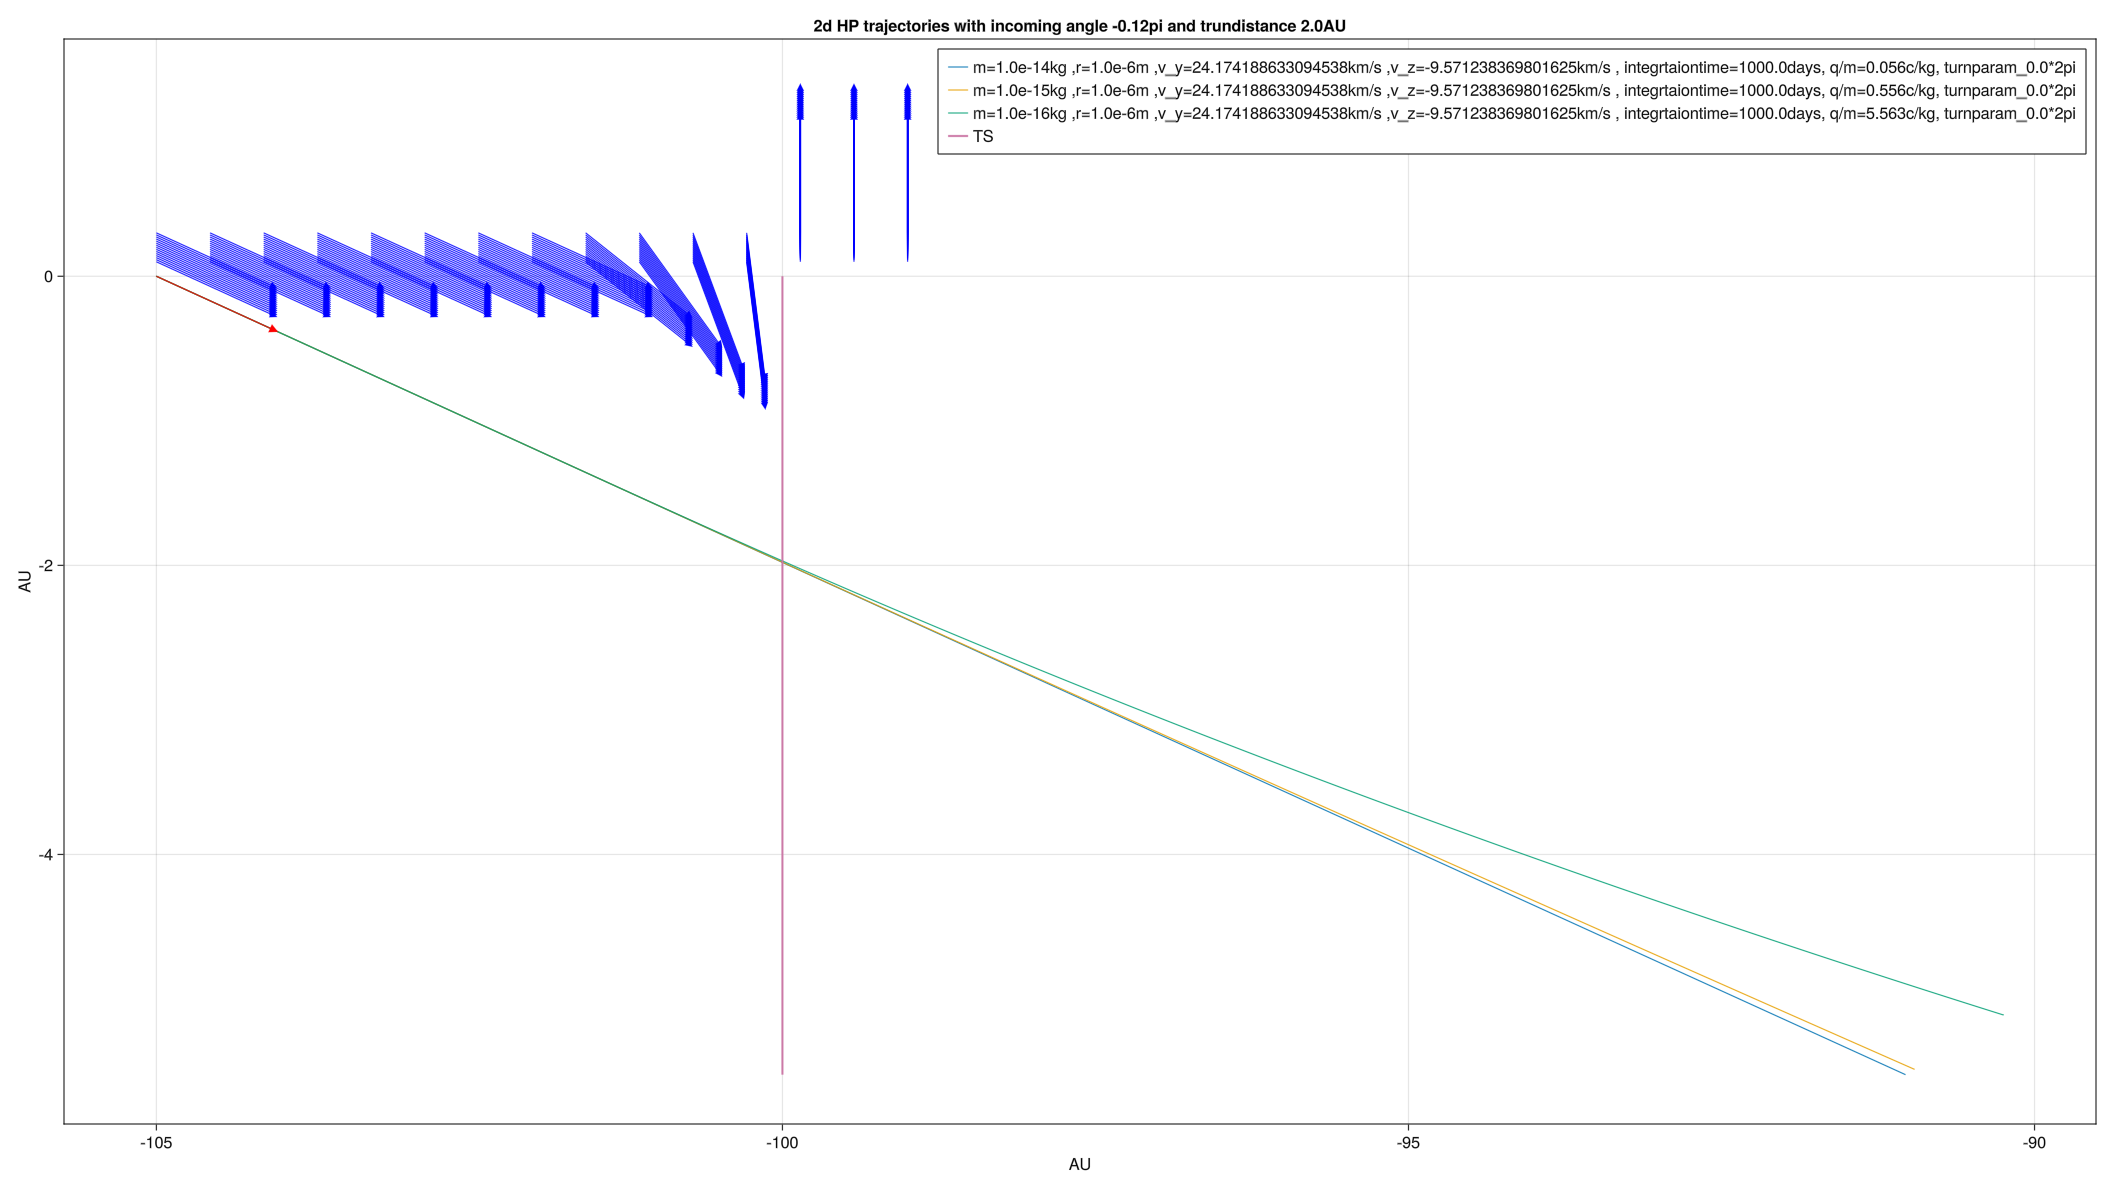 2d HP trajectories with incoming angle -0.12pi and trundistance 2.0AU
m=1.0e-14kg ,r=1.0e-6m ,v_y=24.174188633094538km/s ,v_z=-9.571238369801625km/s , integrtaiontime=1000.0days, q/m=0.056c/kg, turnparam_0.0*2pi
m=1.0e-15kg ,r=1.0e-6m ,v_y=24.174188633094538km/s ,v_z=-9.571238369801625km/s , integrtaiontime=1000.0days, q/m=0.556c/kg, turnparam_0.0*2pi
m=1.0e-16kg ,r=1.0e-6m ,v_y=24.174188633094538km/s ,v_z=-9.571238369801625km/s , integrtaiontime=1000.0days, q/m=5.563c/kg, turnparam_0.0*2pi
TS
0
-2
-4
AU
-105
-100
-95
-90
AU